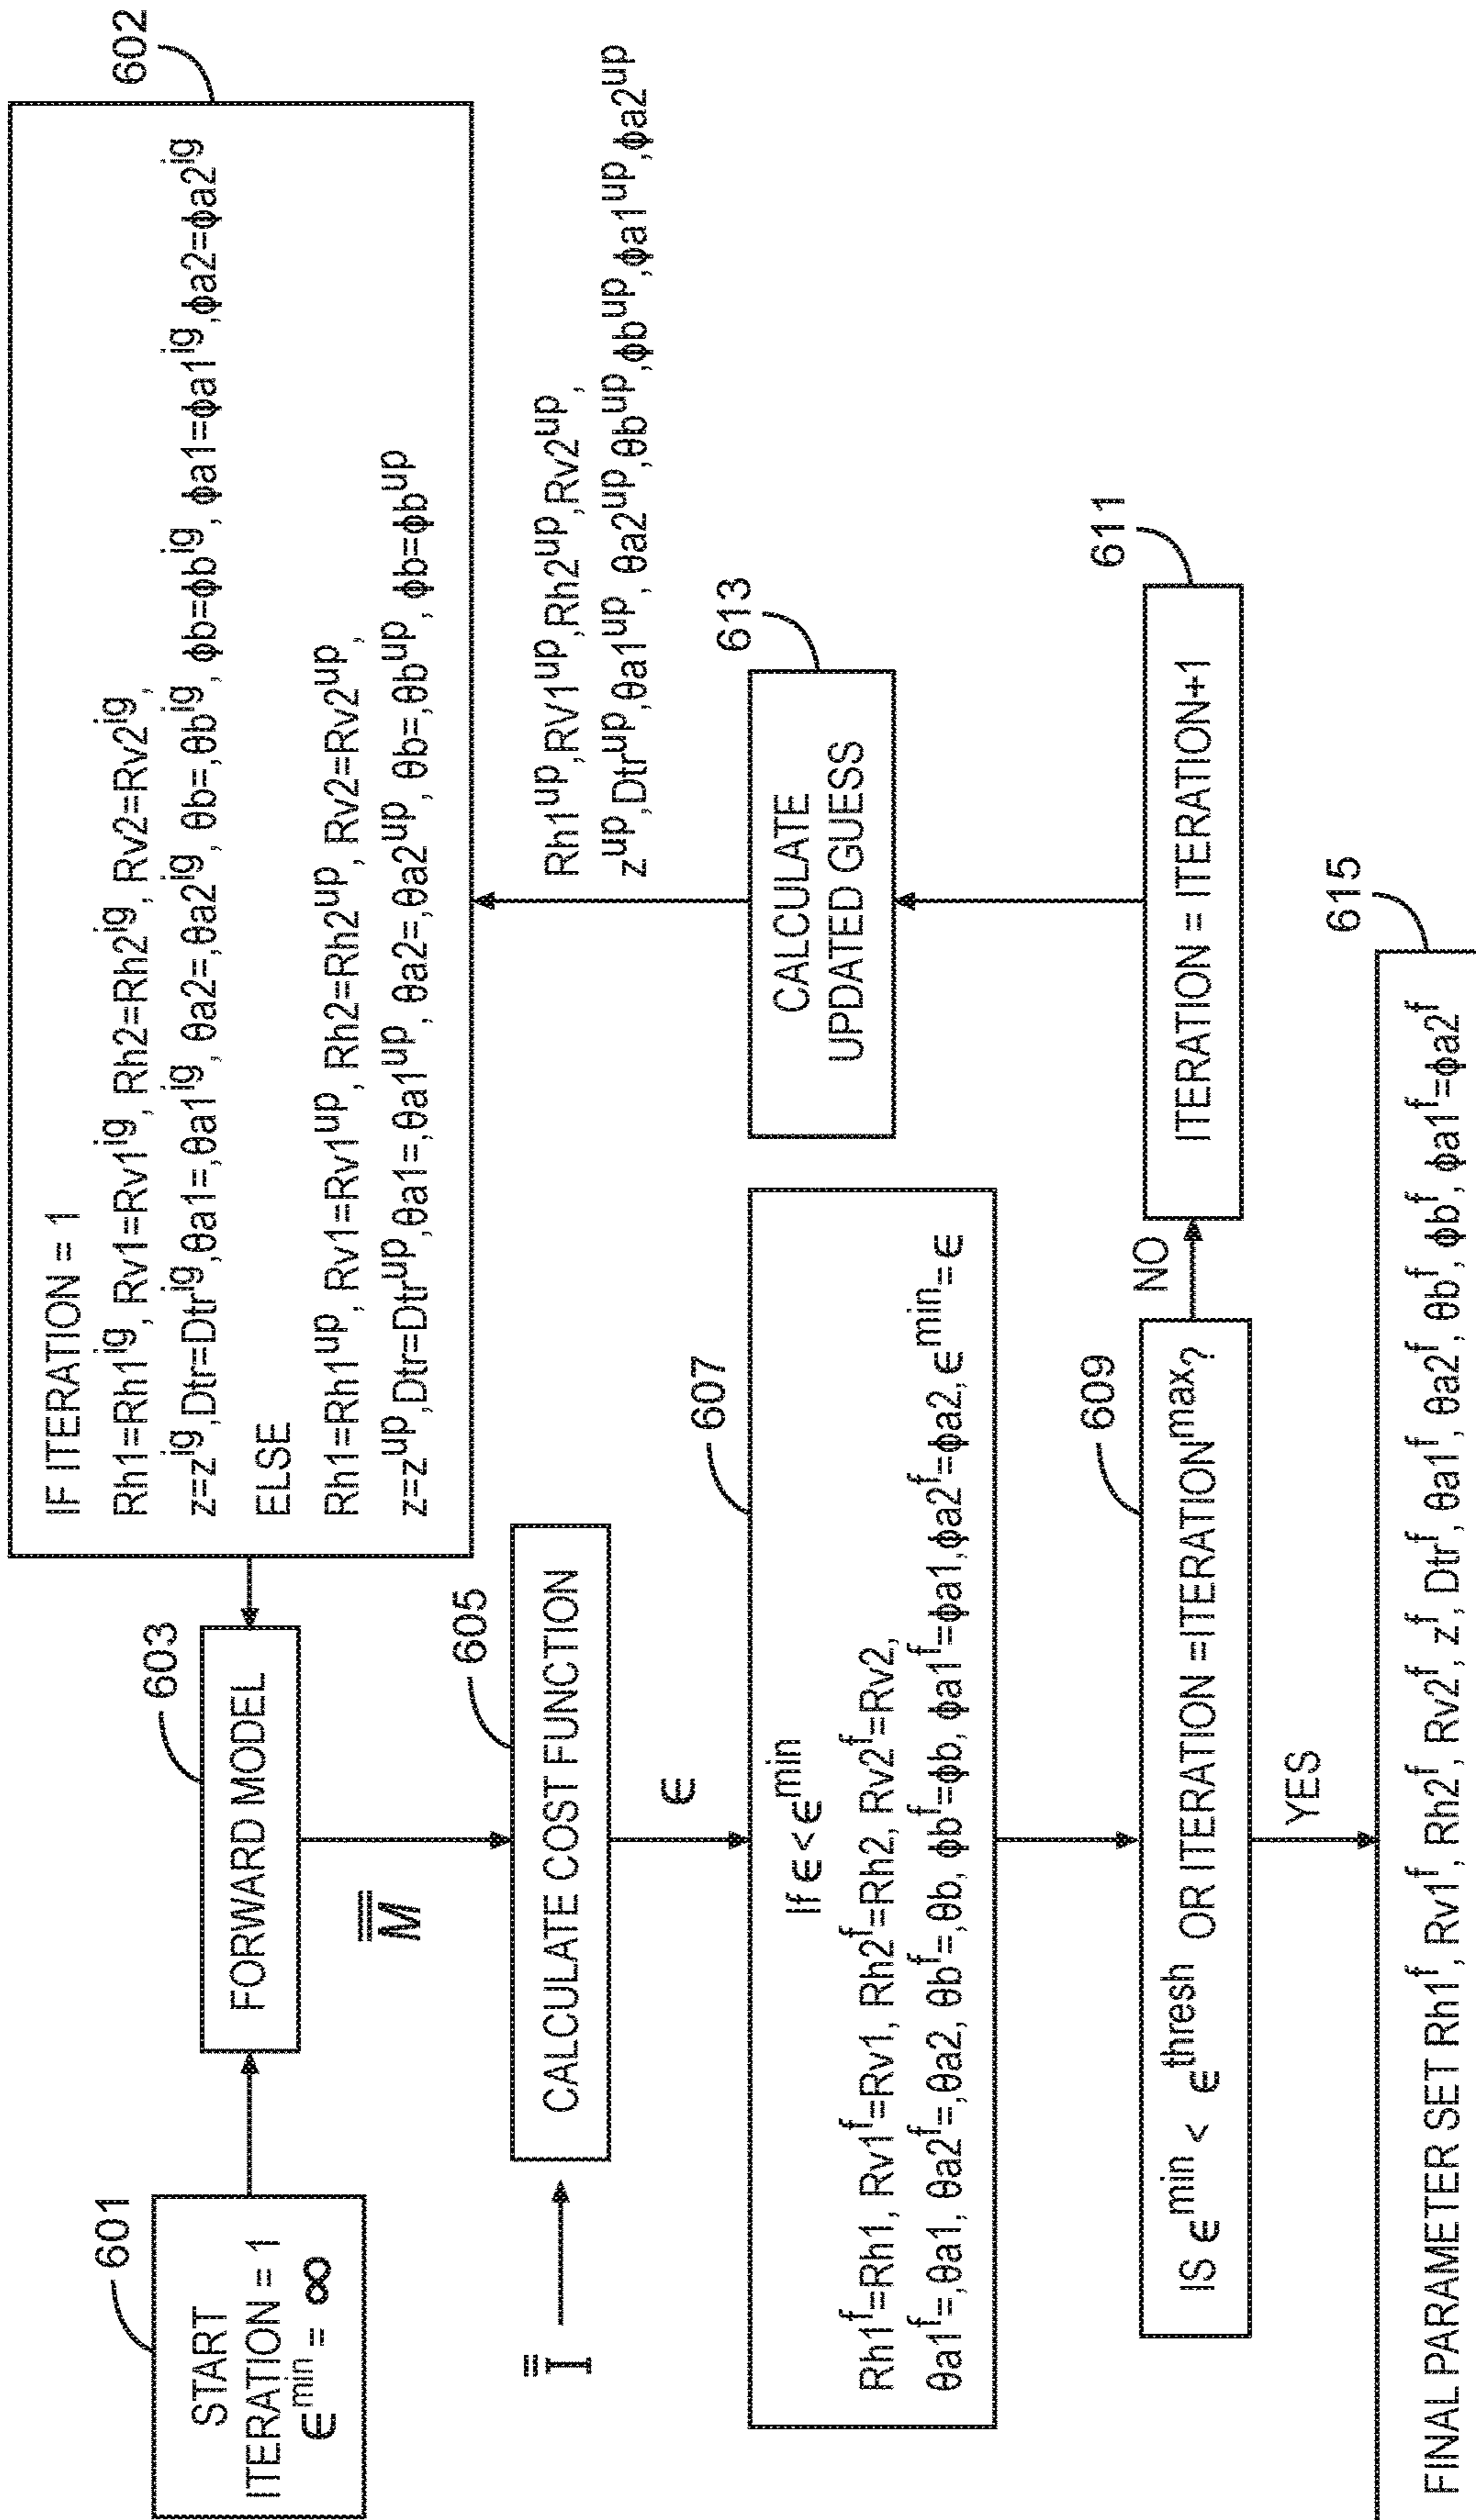 601
START
ITERATION = 1
ϵ^min = ∞
603
FORWARD MODEL
602
IF ITERATION = 1
Rh1=Rh1^ig, Rv1=Rv1^ig, Rh2=Rh2^ig, Rv2=Rv2^ig,
z=z^ig,Dtr=Dtr^ig,θa1=,θa1^ig, θa2=,θa2^ig, θb=,θb^ig, ϕb=ϕb^ig, ϕa1=ϕa1^ig,ϕa2=ϕa2^ig
ELSE
Rh1=Rh1^up, Rv1=Rv1^up, Rh2=Rh2^up, Rv2=Rv2^up,
z=z^up,Dtr=Dtr^up,θa1=,θa1^up, θa2=,θa2^up, θb=,θb^up, ϕb=ϕb^up
M
I
605
CALCULATE COST FUNCTION
ϵ
Rh1^up,RV1^up,Rh2^up,Rv2^up,
z^up,Dtr^up,θa1^up, θa2^up,θb^up,ϕb^up,ϕa1^up,ϕa2^up
607
If ϵ<ϵ^min
Rh1^f=Rh1, Rv1^f=Rv1, Rh2^f=Rh2, Rv2^f=Rv2,
θa1^f=,θa1, θa2^f=,θa2, θb^f=,θb, ϕb^f=ϕb, ϕa1^f=ϕa1,ϕa2^f=ϕa2, ϵ^min=ϵ
613
CALCULATE
UPDATED GUESS
609
IS ϵ^min < ϵ^thresh OR ITERATION =ITERATION^max?
NO
611
ITERATION = ITERATION+1
YES
615
FINAL PARAMETER SET Rh1^f, Rv1^f, Rh2^f, Rv2^f, z^f, Dtr^f, θa1^f, θa2^f, θb^f, ϕb^f, ϕa1^f=ϕa2^f